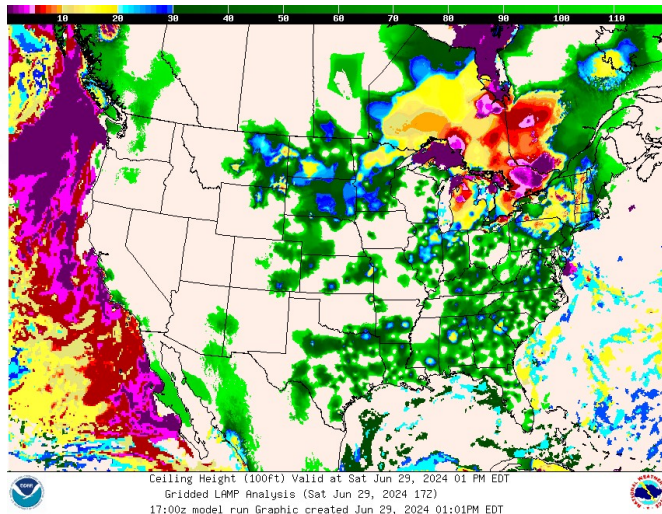 10 20 30 40 50 60 70 80 90 100 110
Ceiling Height (100ft) Valid at Sat Jun 29, 2024 01 PM EDT
Gridded LAMP Analysis (Sat Jun 29, 2024 17Z)
17:00z model run Graphic created Jun 29, 2024 01:01PM EDT